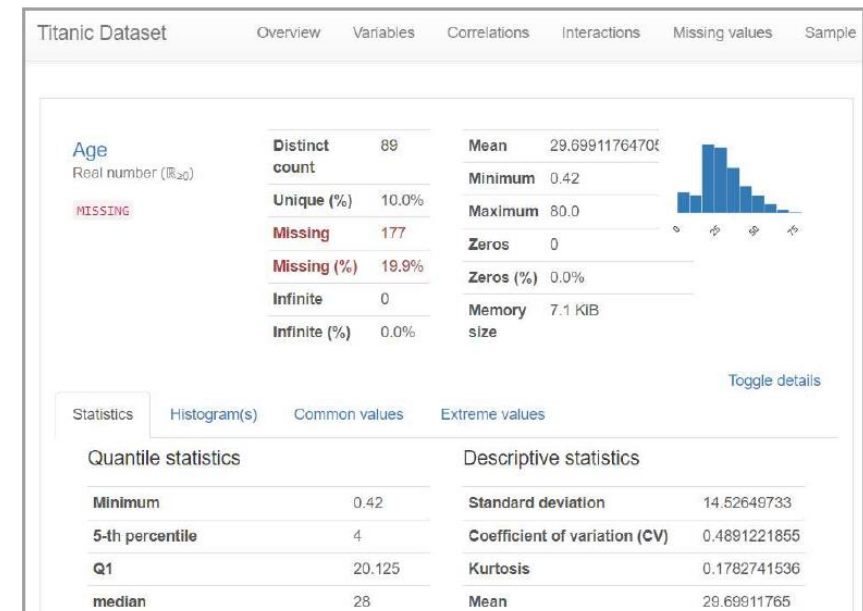 Titanic Dataset Overview Variables Correlations Interactions Missing values Sample
Age
Real number (ℝ≥0)
MISSING
Distinct count 89
Unique (%) 10.0%
Missing 177
Missing (%) 19.9%
Infinite 0
Infinite (%) 0.0%
Mean 29.69911764705
Minimum 0.42
Maximum 80.0
Zeros 0
Zeros (%) 0.0%
Memory size 7.1 KiB
0 25 50 75
Toggle details
Statistics Histogram(s) Common values Extreme values
Quantile statistics
Minimum 0.42
5-th percentile 4
Q1 20.125
median 28
Descriptive statistics
Standard deviation 14.52649733
Coefficient of variation (CV) 0.4891221855
Kurtosis 0.1782741536
Mean 29.69911765